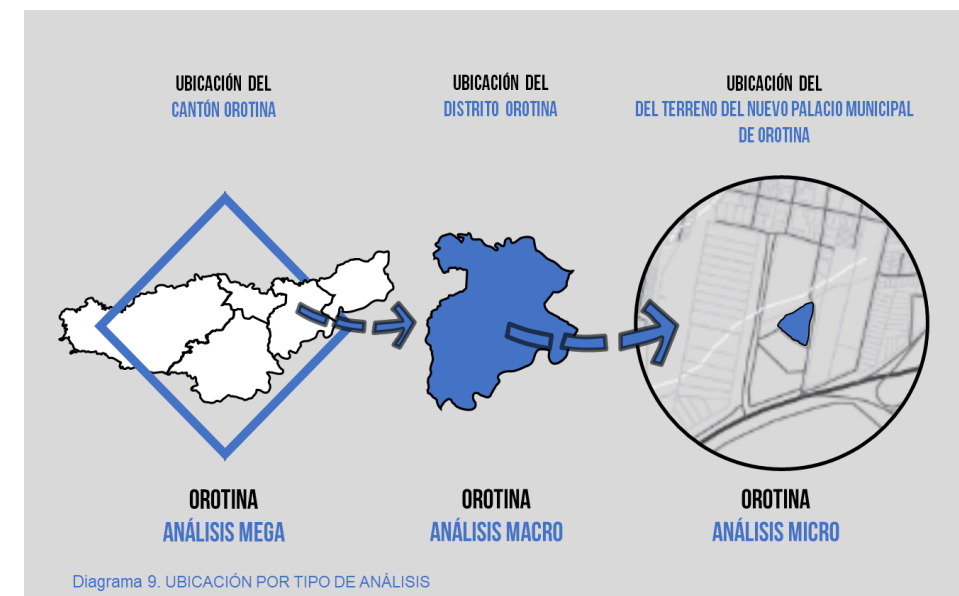 UBICACIÓN DEL
CANTÓN OROTINA
UBICACIÓN DEL
DISTRITO OROTINA
UBICACIÓN DEL
DEL TERRENO DEL NUEVO PALACIO MUNICIPAL
DE OROTINA
OROTINA
ANÁLISIS MEGA
OROTINA
ANÁLISIS MACRO
OROTINA
ANÁLISIS MICRO
Diagrama 9. UBICACIÓN POR TIPO DE ANÁLISIS